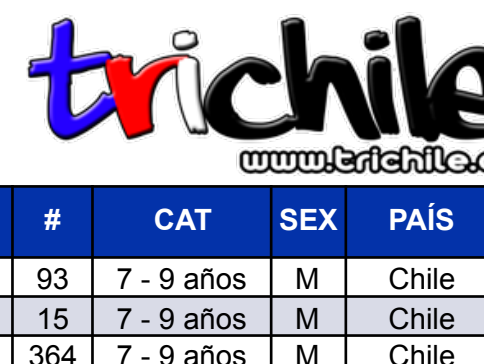 trichile
www.trichile.c
# CAT SEX PAÍS
93 7 - 9 años M Chile
15 7 - 9 años M Chile
364 7 - 9 años M Chile